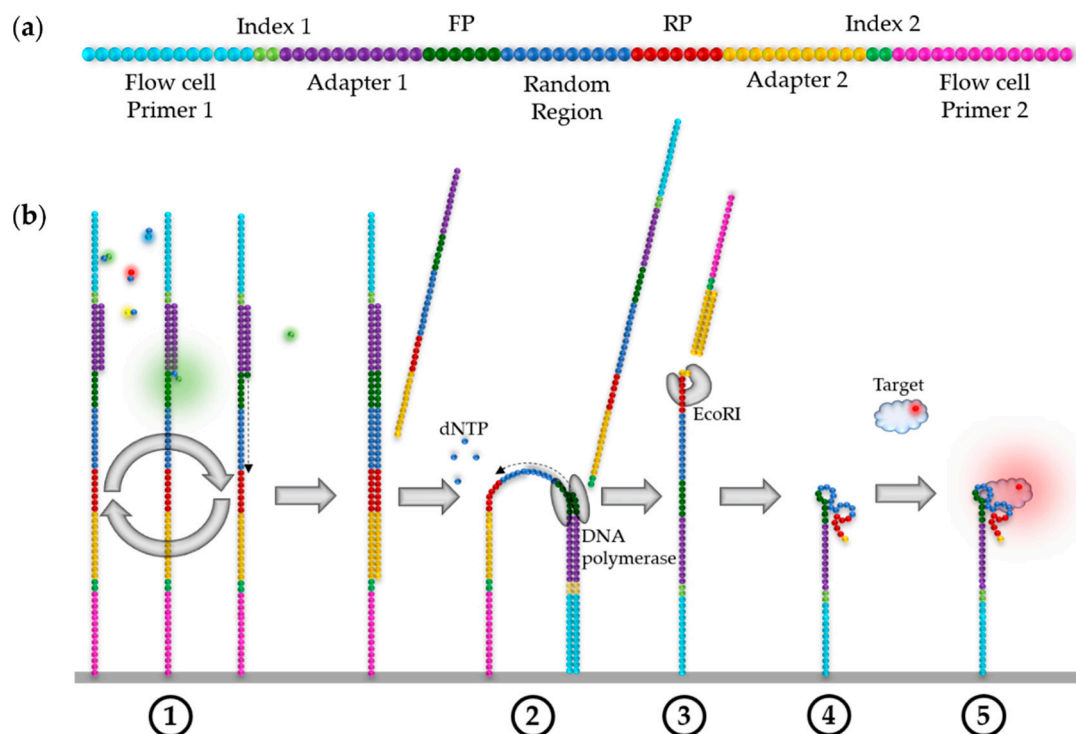 (a)
Index 1
FP
RP
Index 2
Flow cell
Primer 1
Adapter 1
Random
Region
Adapter 2
Flow cell
Primer 2
(b)
dNTP
DNA
polymerase
EcoRI
Target
1
2
3
4
5